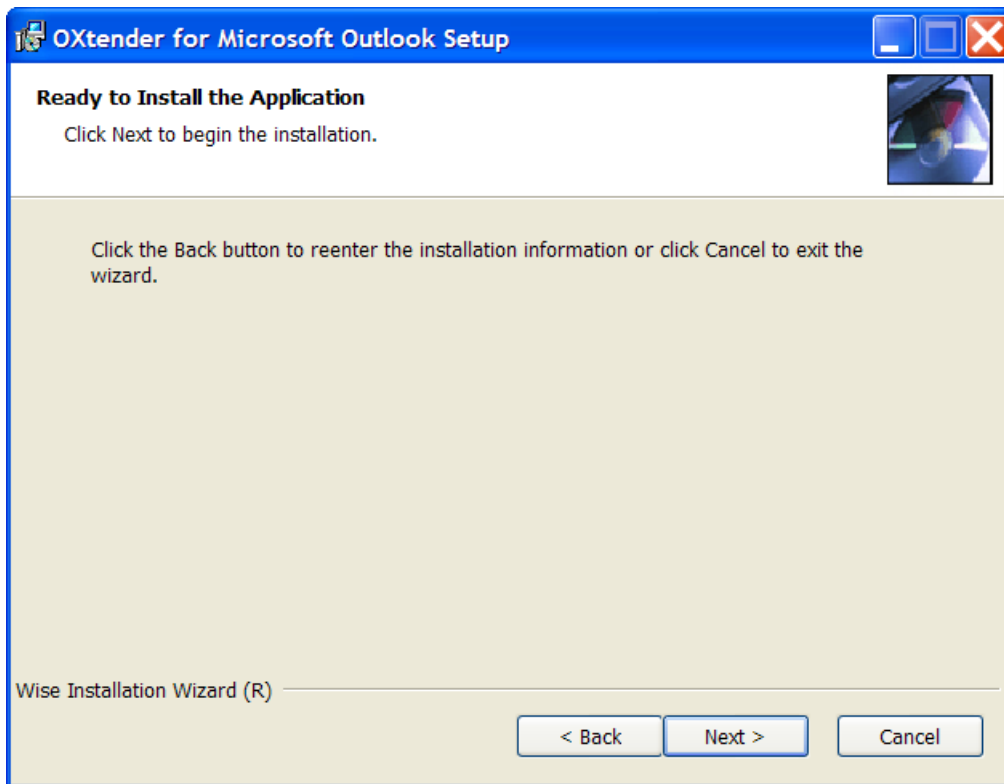 OXtender for Microsoft Outlook Setup
Ready to Install the Application
Click Next to begin the installation.
Click the Back button to reenter the installation information or click Cancel to exit the
wizard.
Wise Installation Wizard (R)
< Back
Next >
Cancel